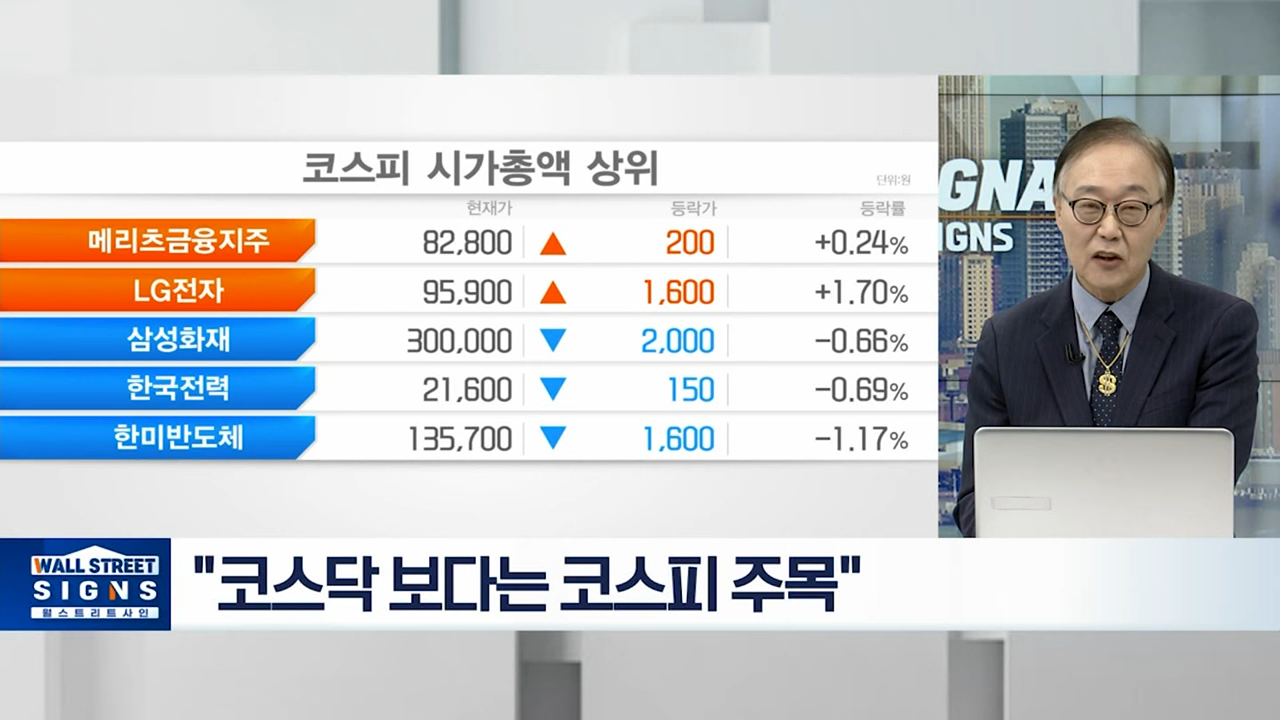 코스피 시가총액 상위
단위:원
현재가 등락가 등락률
메리츠금융지주 82,800 ▲ 200 +0.24%
LG전자 95,900 ▲ 1,600 +1.70%
삼성화재 300,000 ▼ 2,000 -0.66%
한국전력 21,600 ▼ 150 -0.69%
한미반도체 135,700 ▼ 1,600 -1.17%
GNA
IGNS
WALL STREET
SIGNS
월스트리트사인
"코스닥 보다는 코스피 주목"